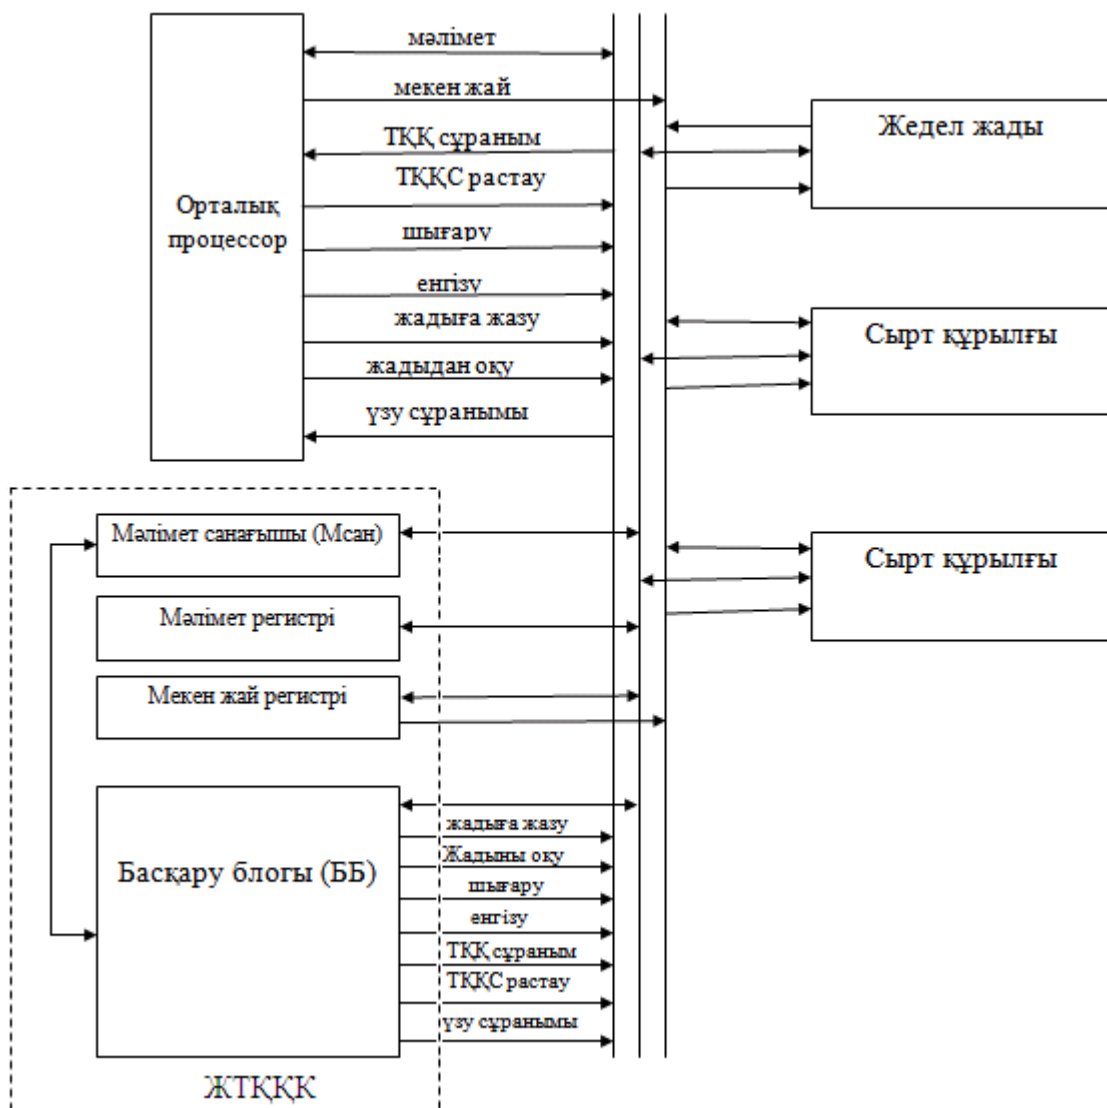 мәлімет
мекен жай
ТҚҚ сұраным
ТҚҚС растау
шығару
енгізу
жадыға жазу
жадыдан оқу
үзу сұранымы
Орталық
процессор
Жедел жады
Сырт құрылғы
Сырт құрылғы
Мәлімет санағышы (Мсан)
Мәлімет регистрі
Мекен жай регистрі
Басқару блогы (ББ)
жадыға жазу
Жадыны оқу
шығару
енгізу
ТҚҚ сұраным
ТҚҚС растау
үзу сұранымы
ЖТҚҚК